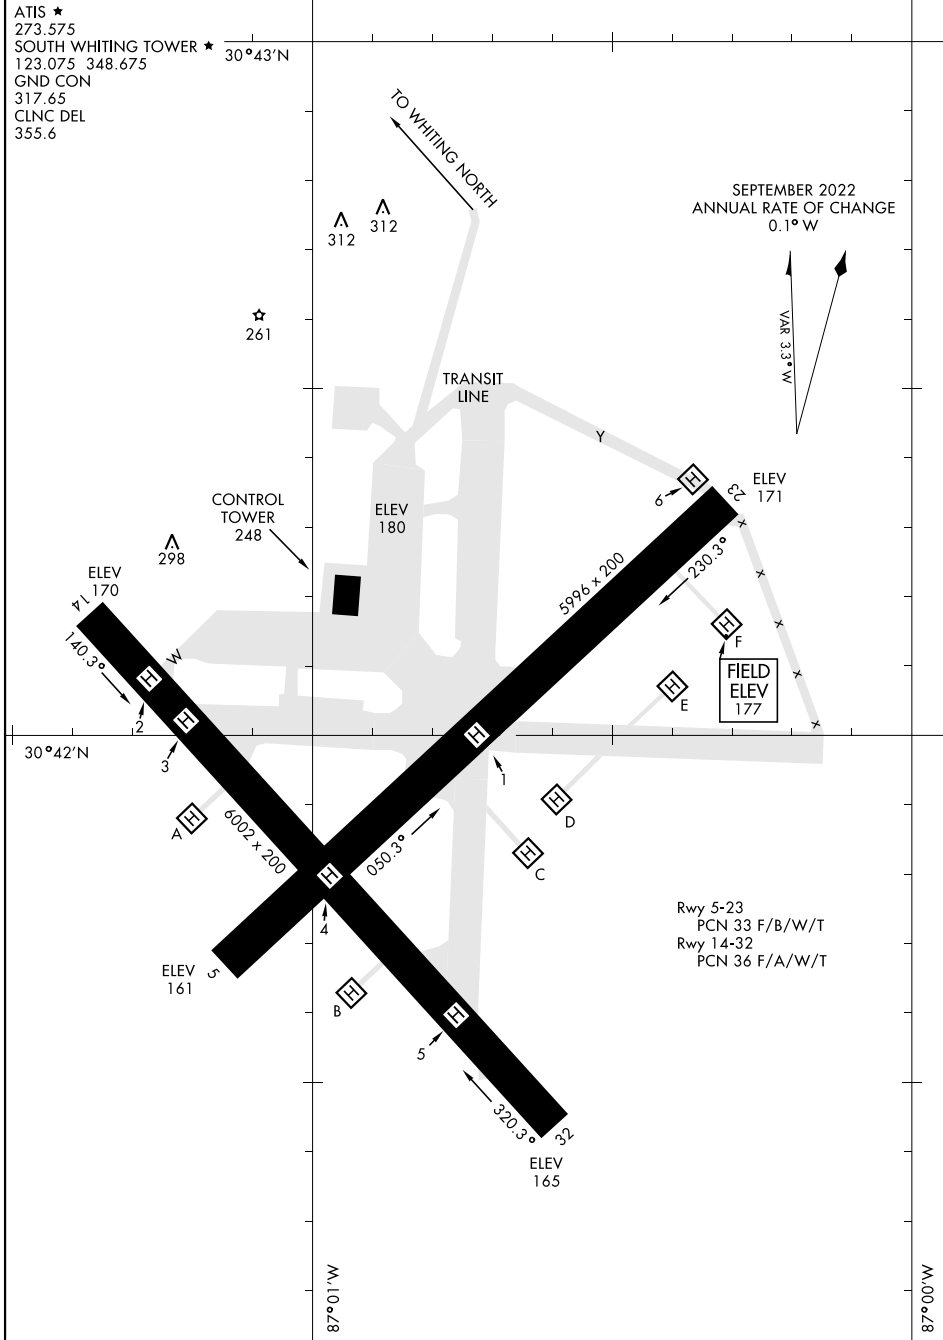 ATIS ★
273.575
SOUTH WHITING TOWER ★
123.075 348.675
GND CON
317.65
CLNC DEL
355.6
30°43'N
TO WHITING NORTH
SEPTEMBER 2022
ANNUAL RATE OF CHANGE
0.1° W
VAR 3.3° W
312
312
261
TRANSIT
LINE
Y
ELEV
171
23
6
H
CONTROL
TOWER
248
ELEV
180
298
ELEV
170
14
140.3°
5996 x 200
230.3°
H
F
FIELD
ELEV
177
W
H
2
H
3
H
E
30°42'N
H
1
H
A
6002 x 200
050.3°
H
D
H
C
H
4
Rwy 5-23
PCN 33 F/B/W/T
Rwy 14-32
PCN 36 F/A/W/T
ELEV
161
5
H
B
H
5
320.3°
32
ELEV
165
87°01'W
87°00'W
x
x
x
x
x